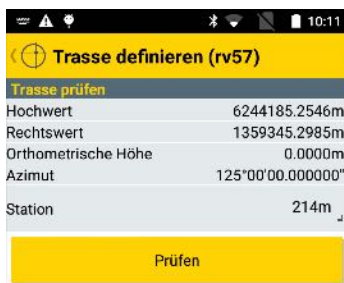 10:11
Trasse definieren (rv57)
Trasse prüfen
Hochwert 6244185.2546m
Rechtswert 1359345.2985m
Orthometrische Höhe 0.0000m
Azimut 125°00'00.000000"
Station 214m
Prüfen